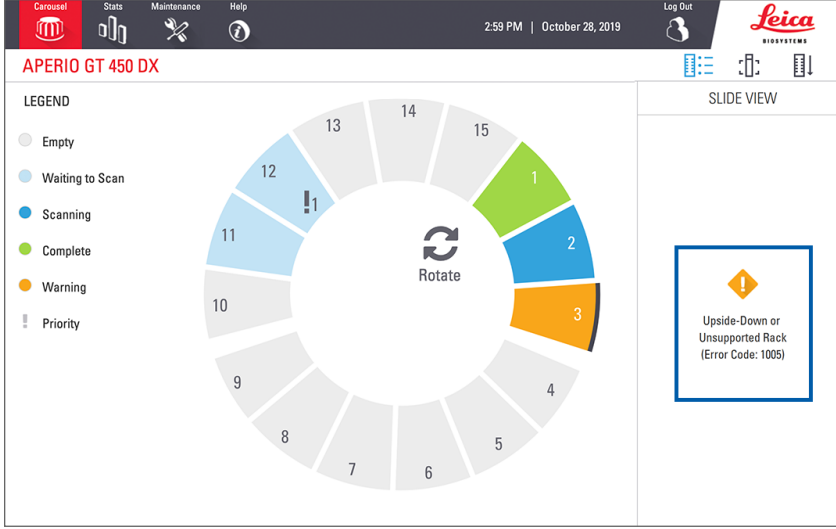 Carousel
Stats
Maintenance
Help
2:59 PM | October 28, 2019
Log Out
Leica
BIOSYSTEMS
APERIO GT 450 DX
LEGEND
Empty
Waiting to Scan
Scanning
Complete
Warning
Priority
13
14
15
12
1
1
11
2
10
3
9
4
8
5
7
6
Rotate
SLIDE VIEW
Upside-Down or
Unsupported Rack
(Error Code: 1005)